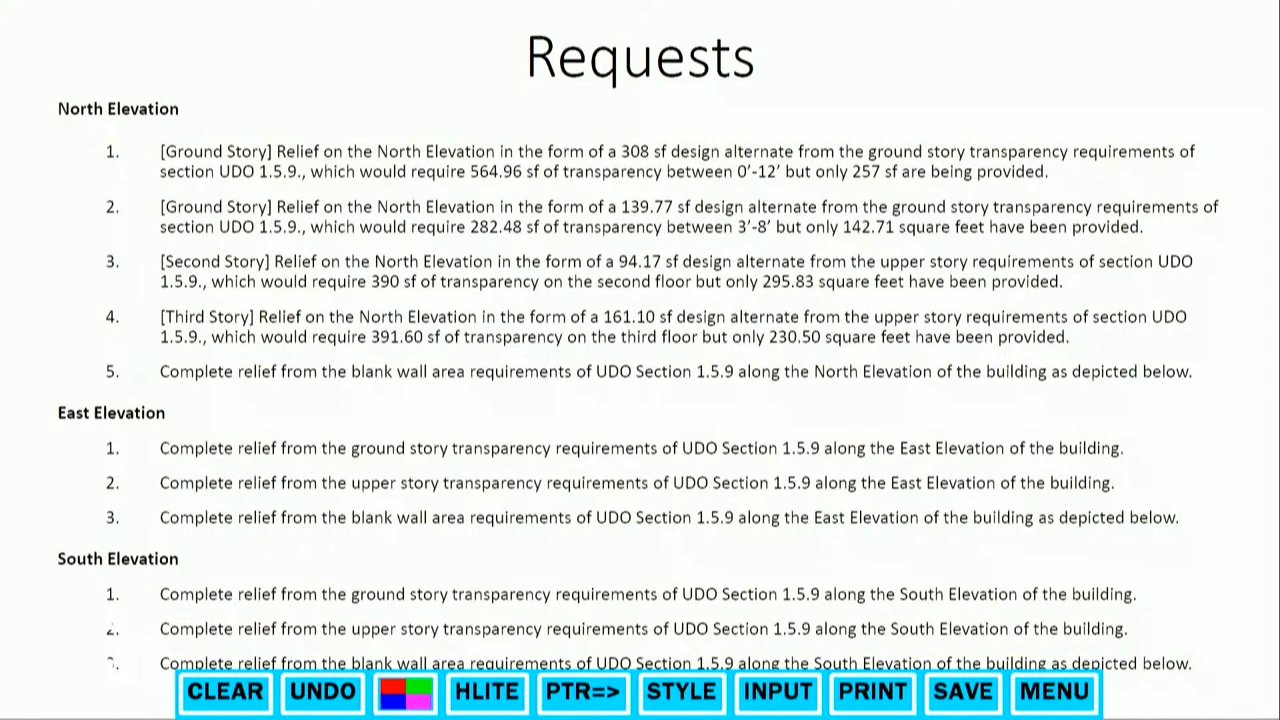 Requests
North Elevation
1. [Ground Story] Relief on the North Elevation in the form of a 308 sf design alternate from the ground story transparency requirements of
section UDO 1.5.9., which would require 564.96 sf of transparency between 0’-12’ but only 257 sf are being provided.
2. [Ground Story] Relief on the North Elevation in the form of a 139.77 sf design alternate from the ground story transparency requirements of
section UDO 1.5.9., which would require 282.48 sf of transparency between 3’-8’ but only 142.71 square feet have been provided.
3. [Second Story] Relief on the North Elevation in the form of a 94.17 sf design alternate from the upper story requirements of section UDO
1.5.9., which would require 390 sf of transparency on the second floor but only 295.83 square feet have been provided.
4. [Third Story] Relief on the North Elevation in the form of a 161.10 sf design alternate from the upper story requirements of section UDO
1.5.9., which would require 391.60 sf of transparency on the third floor but only 230.50 square feet have been provided.
5. Complete relief from the blank wall area requirements of UDO Section 1.5.9 along the North Elevation of the building as depicted below.
East Elevation
1. Complete relief from the ground story transparency requirements of UDO Section 1.5.9 along the East Elevation of the building.
2. Complete relief from the upper story transparency requirements of UDO Section 1.5.9 along the East Elevation of the building.
3. Complete relief from the blank wall area requirements of UDO Section 1.5.9 along the East Elevation of the building as depicted below.
South Elevation
1. Complete relief from the ground story transparency requirements of UDO Section 1.5.9 along the South Elevation of the building.
2. Complete relief from the upper story transparency requirements of UDO Section 1.5.9 along the South Elevation of the building.
Complete relief from the blank wall area requirements of UDO Section 1.5.9 along the South Elevation of the building as depicted below.
CLEAR UNDO HLITE PTR=> STYLE INPUT PRINT SAVE MENU